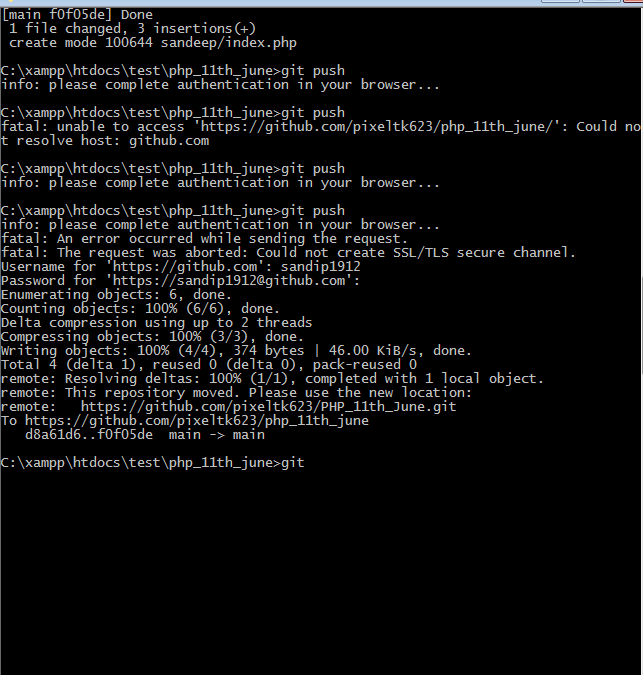 [main f0f05de] Done
 1 file changed, 3 insertions(+)
 create mode 100644 sandeep/index.php
C:\xampp\htdocs\test\php_11th_june>git push
info: please complete authentication in your browser...
C:\xampp\htdocs\test\php_11th_june>git push
fatal: unable to access 'https://github.com/pixeltk623/php_11th_june/': Could no
t resolve host: github.com
C:\xampp\htdocs\test\php_11th_june>git push
info: please complete authentication in your browser...
C:\xampp\htdocs\test\php_11th_june>git push
info: please complete authentication in your browser...
fatal: An error occurred while sending the request.
fatal: The request was aborted: Could not create SSL/TLS secure channel.
Username for 'https://github.com': sandip1912
Password for 'https://sandip1912@github.com':
Enumerating objects: 6, done.
Counting objects: 100% (6/6), done.
Delta compression using up to 2 threads
Compressing objects: 100% (3/3), done.
Writing objects: 100% (4/4), 374 bytes | 46.00 KiB/s, done.
Total 4 (delta 1), reused 0 (delta 0), pack-reused 0
remote: Resolving deltas: 100% (1/1), completed with 1 local object.
remote: This repository moved. Please use the new location:
remote:   https://github.com/pixeltk623/PHP_11th_June.git
To https://github.com/pixeltk623/php_11th_june
   d8a61d6..f0f05de  main -> main
C:\xampp\htdocs\test\php_11th_june>git